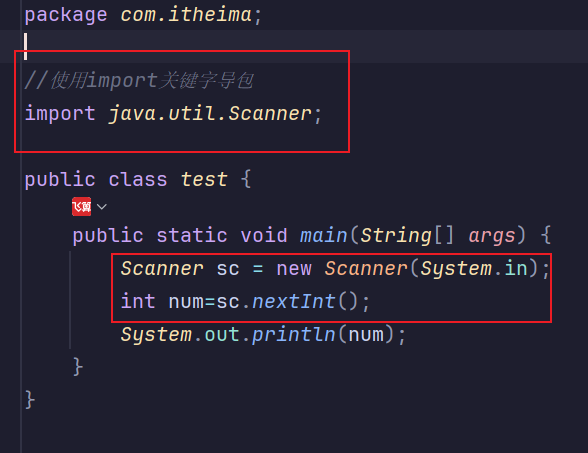 package com.itheima;
//使用import关键字导包
import java.util.Scanner;
public class test {
飞算
public static void main(String[] args) {
Scanner sc = new Scanner(System.in);
int num=sc.nextInt();
System.out.println(num);
}
}